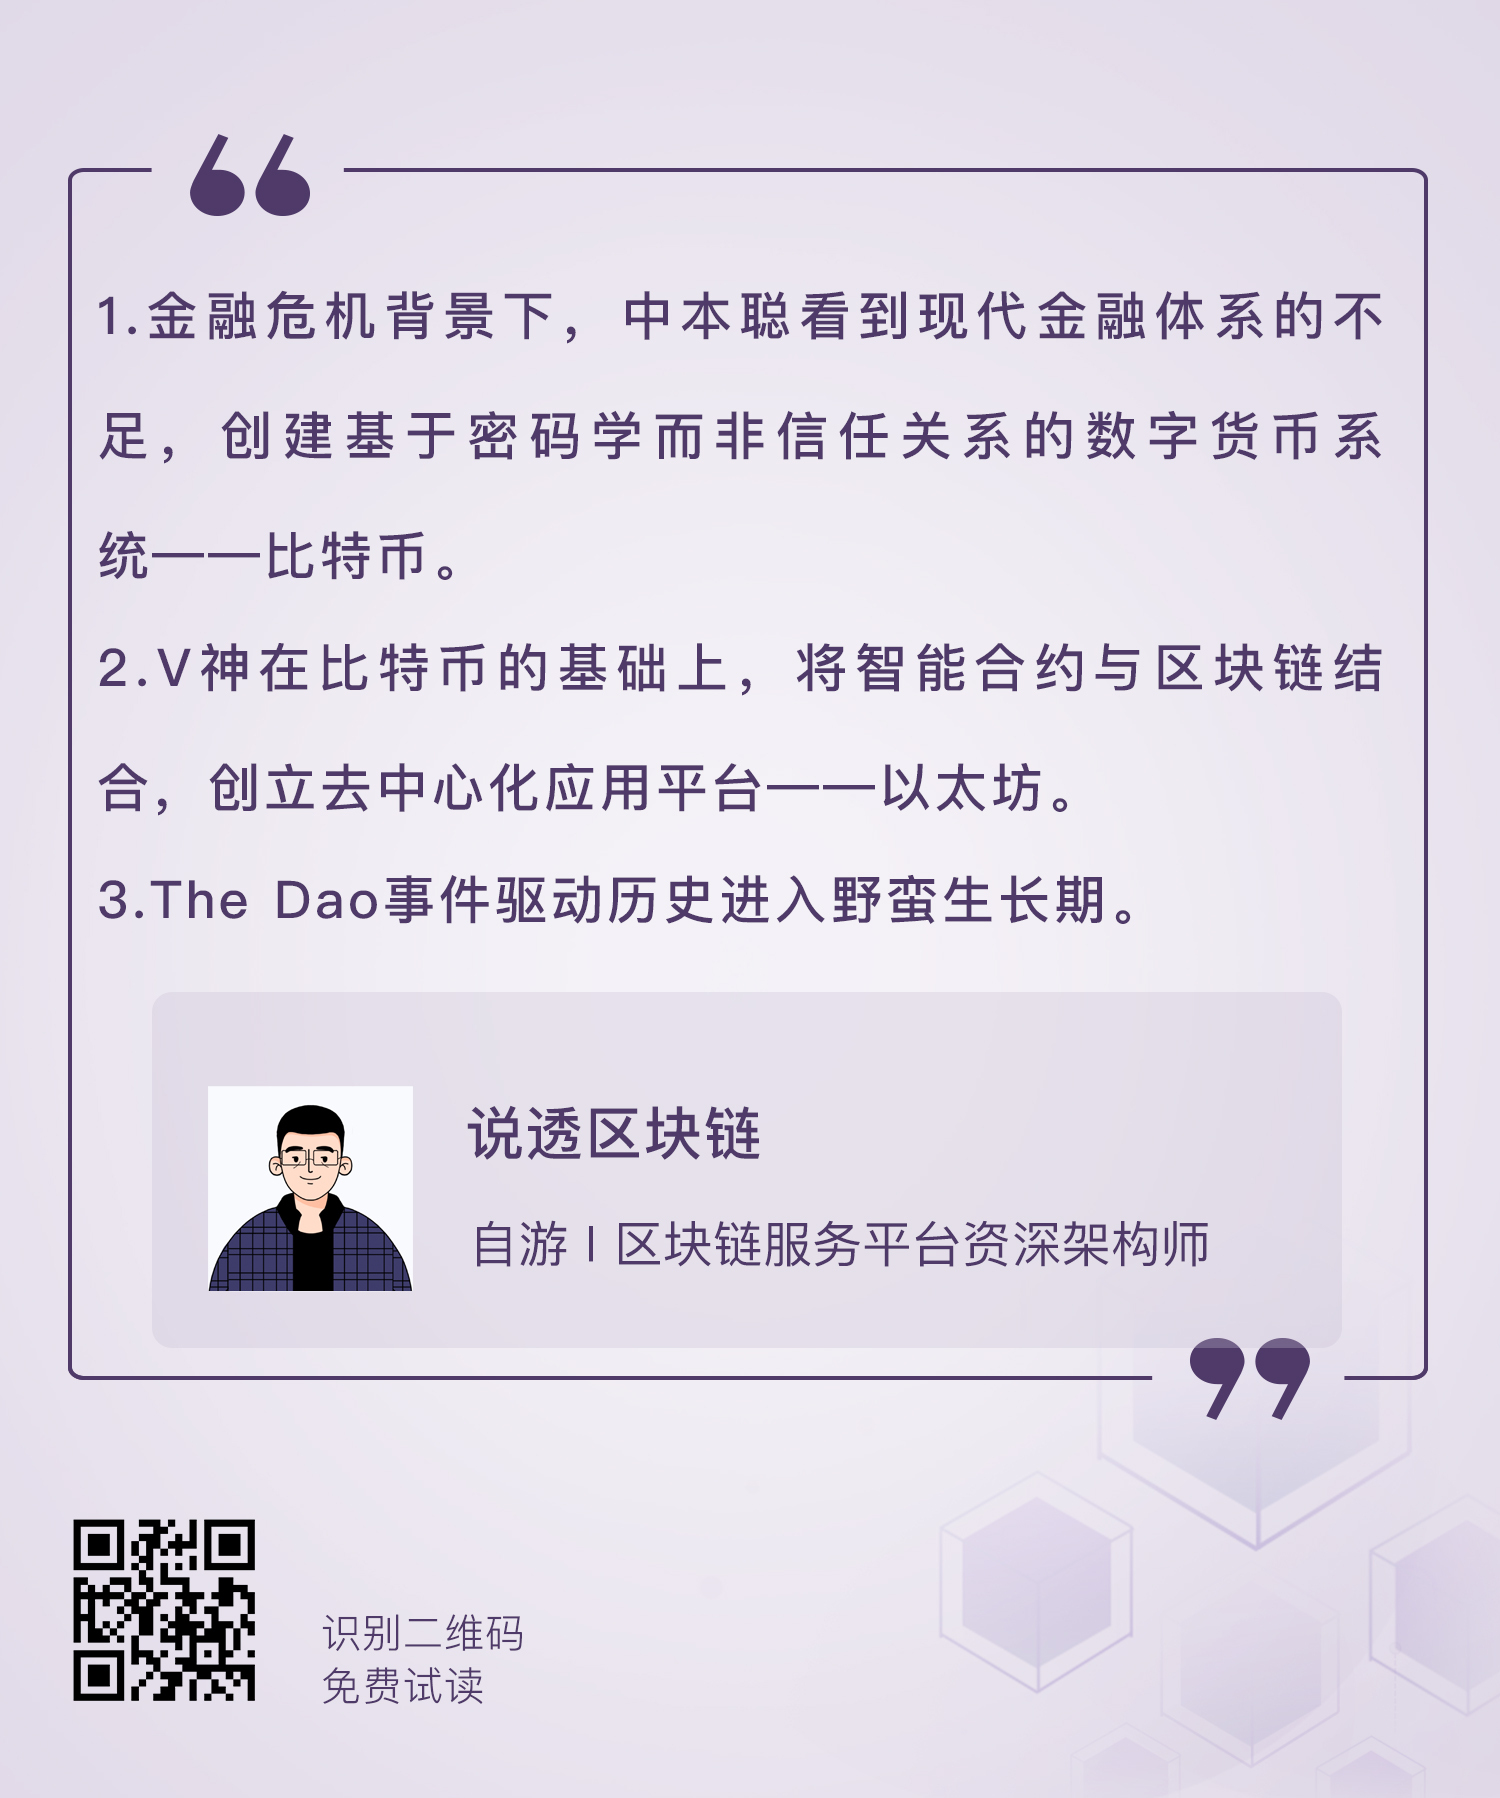 1.金融危机背景下，中本聪看到现代金融体系的不
足，创建基于密码学而非信任关系的数字货币系
统——比特币。
2.V神在比特币的基础上，将智能合约与区块链结
合，创立去中心化应用平台——以太坊。
3.The Dao事件驱动历史进入野蛮生长期。
说透区块链
自游 | 区块链服务平台资深架构师
识别二维码
免费试读